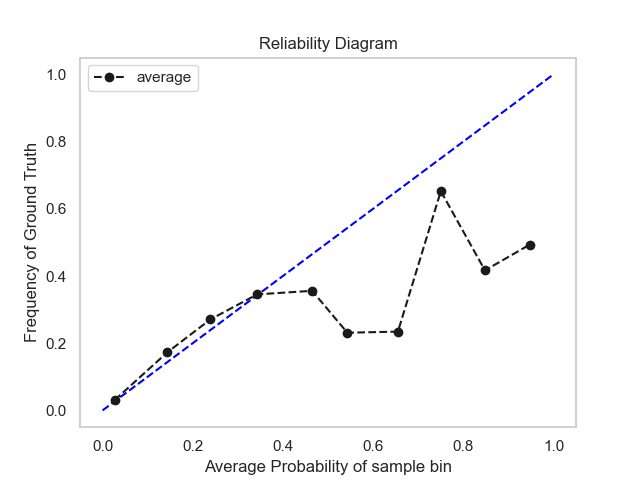 Reliability Diagram
average
Frequency of Ground Truth
1.0
0.8
0.6
0.4
0.2
0.0
0.0 0.2 0.4 0.6 0.8 1.0
Average Probability of sample bin